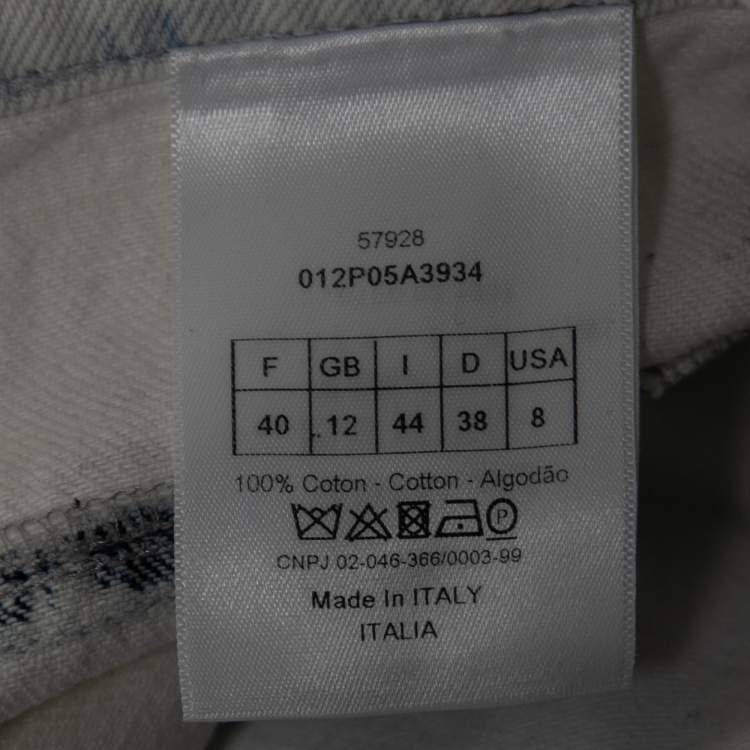 57928
012P05A3934
F GB I D USA
40 12 44 38 8
100% Coton - Cotton - Algodão
P
CNPJ 02-046-366/0003-99
Made In ITALY
ITALIA